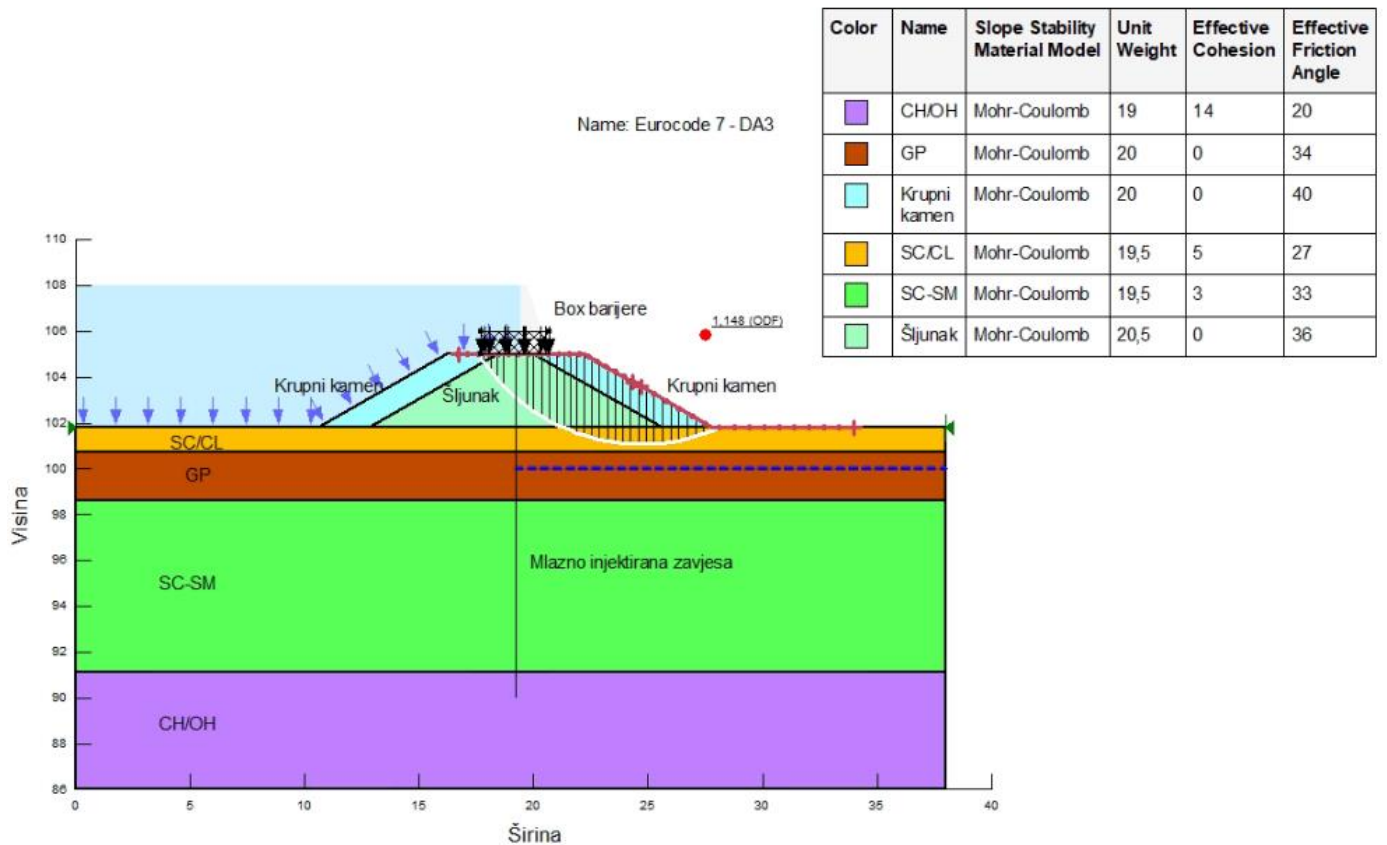 Color Name Slope Stability Material Model Unit Weight Effective Cohesion Effective Friction Angle
CH/OH Mohr-Coulomb 19 14 20
GP Mohr-Coulomb 20 0 34
Krupni kamen Mohr-Coulomb 20 0 40
SC/CL Mohr-Coulomb 19,5 5 27
SC-SM Mohr-Coulomb 19,5 3 33
Šljunak Mohr-Coulomb 20,5 0 36
Name: Eurocode 7 - DA3
110
108
106
104
102
100
98
96
94
92
90
88
86
Visina
Box barijere
1,148 (ODF)
Krupni kamen
Šljunak
Krupni kamen
SC/CL
GP
SC-SM
Mlazno injektirana zavjesa
CH/OH
0 5 10 15 20 25 30 35 40
Širina